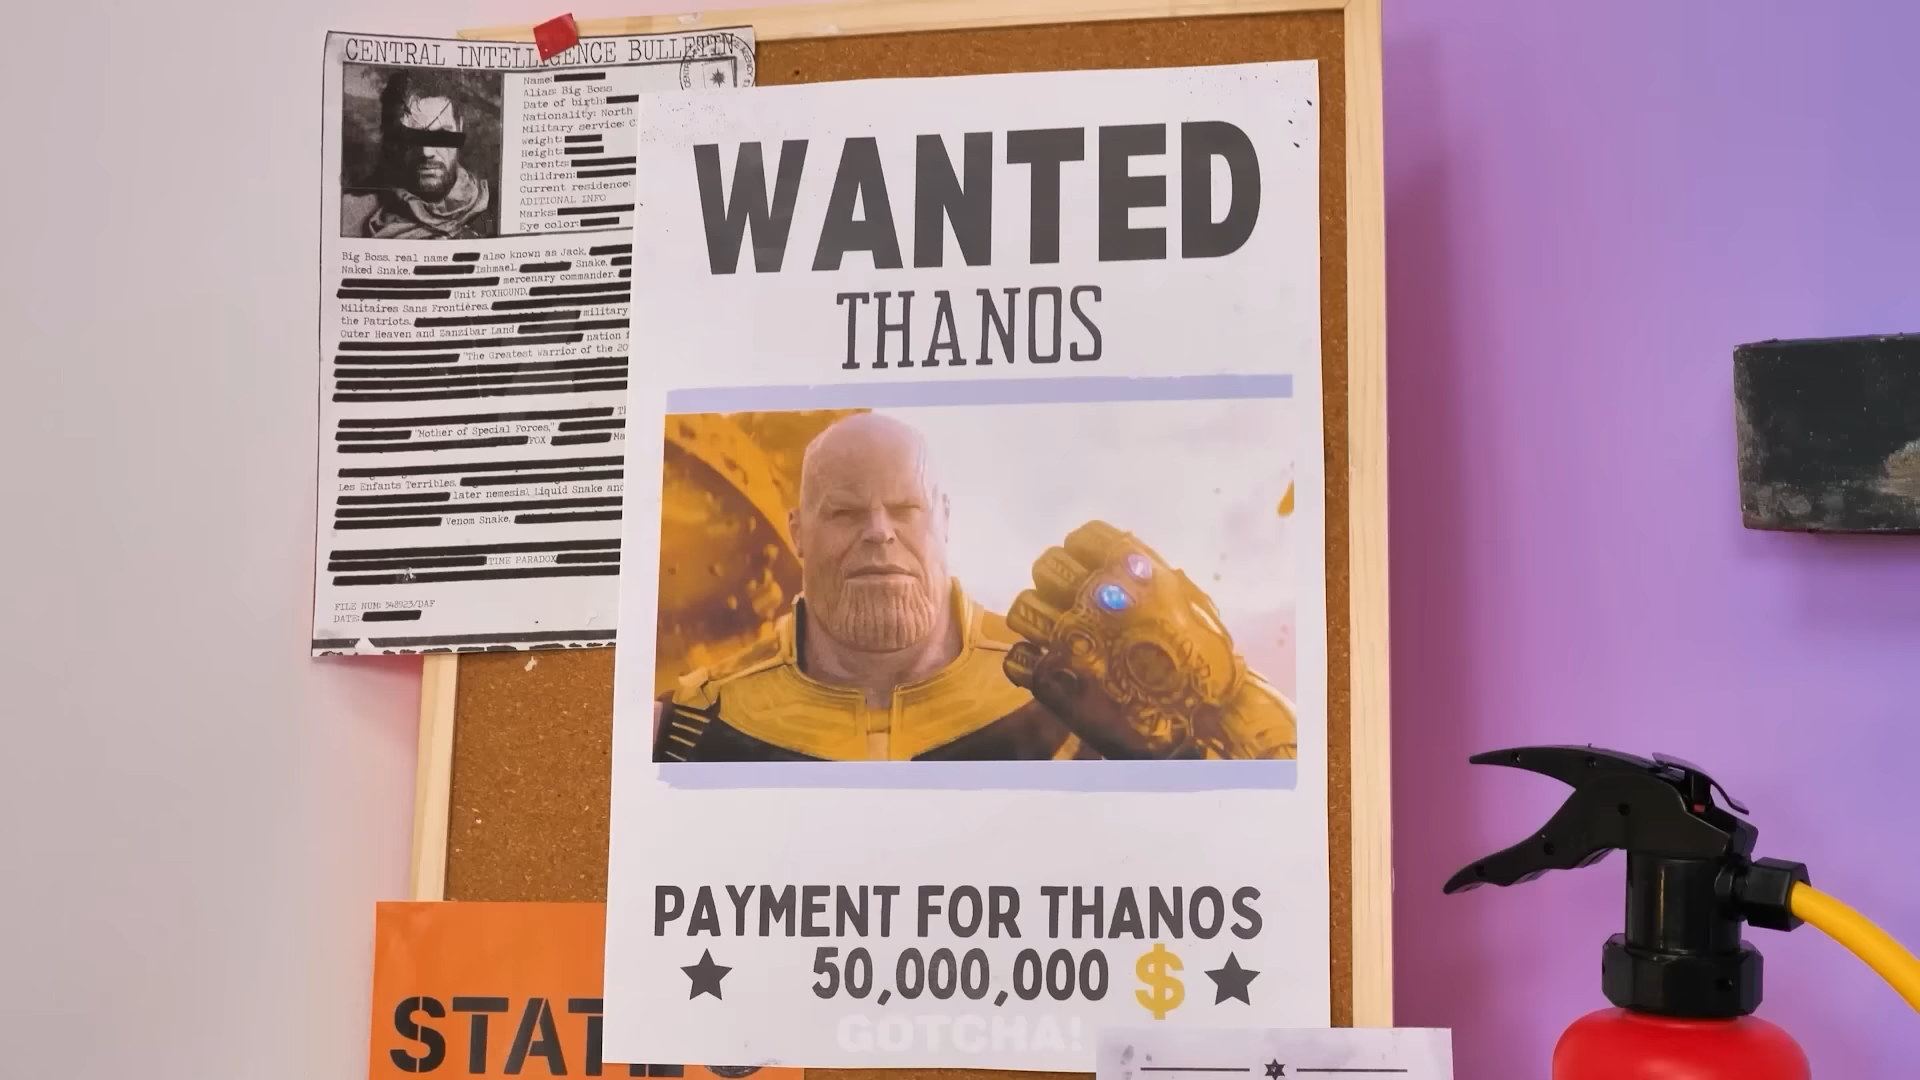 CENTRAL INTELLIGENCE BULLETIN
Name:
Alias: Big Boss
Date of birth:
Nationality: North
Military service: C
Weight:
Height:
Parents:
Children:
Current residence:
ADITIONAL INFO
Marks:
Eye color:
Big Boss, real name also known as Jack,
Naked Snake, Ishmael, Snake,
mercenary commander.
Unit FOXHOUND,
Militaires Sans Frontières, military
the Patriots,
Outer Heaven and Zanzibar Land
nation f
"The Greatest Warrior of the 20
Th
"Mother of Special Forces,"
FOX Ma
Les Enfants Terribles,
later nemesis), Liquid Snake and
Venom Snake,
TIME PARADOX
FILE NUM: 548923/DAF
DATE:
WANTED
THANOS
PAYMENT FOR THANOS
50,000,000 $
GOTCHA!